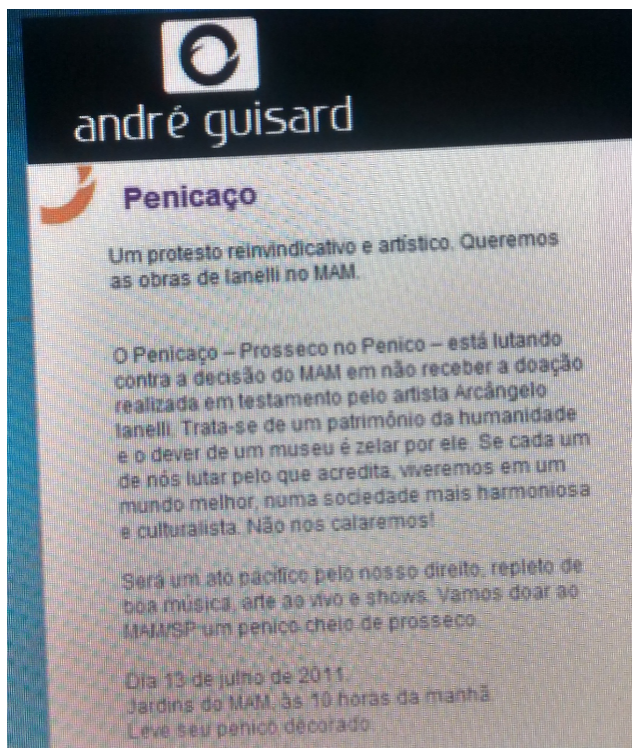 andré guisard
Penicaço
Um protesto reinvindicativo e artístico. Queremos
as obras de Ianelli no MAM.
O Penicaço – Prosseco no Penico – está lutando
contra a decisão do MAM em não receber a doação
realizada em testamento pelo artista Arcângelo
Ianelli. Trata-se de um patrimônio da humanidade
e o dever de um museu é zelar por ele. Se cada um
de nós lutar pelo que acredita, viveremos em um
mundo melhor, numa sociedade mais harmoniosa
e culturalista. Não nos calaremos!
Será um ato pacífico pelo nosso direito, repleto de
boa música, arte ao vivo e shows. Vamos doar ao
MAM/SP um penico cheio de prosseco.
Dia 13 de julho de 2011.
Jardins do MAM, às 10 horas da manhã.
Leve seu penico decorado.